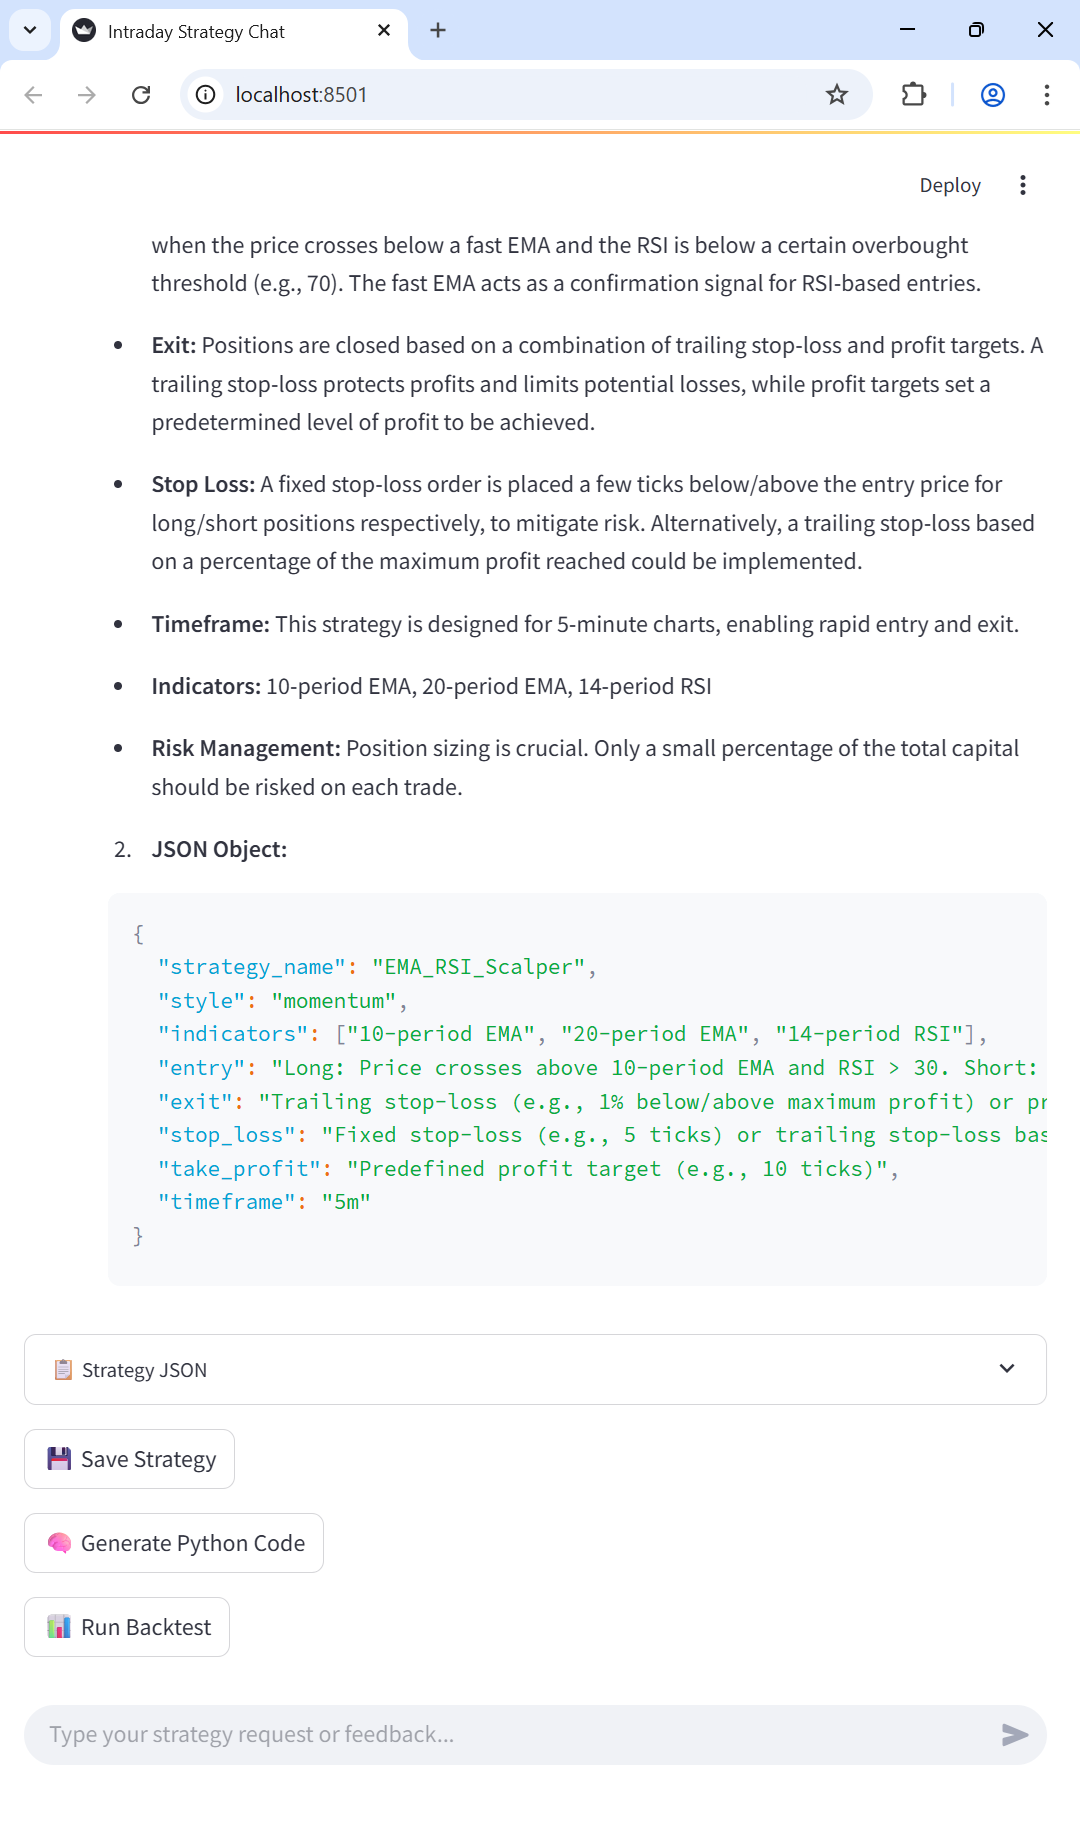 Intraday Strategy Chat
localhost:8501
Deploy
when the price crosses below a fast EMA and the RSI is below a certain overbought
threshold (e.g., 70). The fast EMA acts as a confirmation signal for RSI-based entries.
• Exit: Positions are closed based on a combination of trailing stop-loss and profit targets. A
trailing stop-loss protects profits and limits potential losses, while profit targets set a
predetermined level of profit to be achieved.
• Stop Loss: A fixed stop-loss order is placed a few ticks below/above the entry price for
long/short positions respectively, to mitigate risk. Alternatively, a trailing stop-loss based
on a percentage of the maximum profit reached could be implemented.
• Timeframe: This strategy is designed for 5-minute charts, enabling rapid entry and exit.
• Indicators: 10-period EMA, 20-period EMA, 14-period RSI
• Risk Management: Position sizing is crucial. Only a small percentage of the total capital
should be risked on each trade.
2. JSON Object:
{
"strategy_name": "EMA_RSI_Scalper",
"style": "momentum",
"indicators": ["10-period EMA", "20-period EMA", "14-period RSI"],
"entry": "Long: Price crosses above 10-period EMA and RSI > 30. Short:
"exit": "Trailing stop-loss (e.g., 1% below/above maximum profit) or pr
"stop_loss": "Fixed stop-loss (e.g., 5 ticks) or trailing stop-loss bas
"take_profit": "Predefined profit target (e.g., 10 ticks)",
"timeframe": "5m"
}
Strategy JSON
Save Strategy
Generate Python Code
Run Backtest
Type your strategy request or feedback...